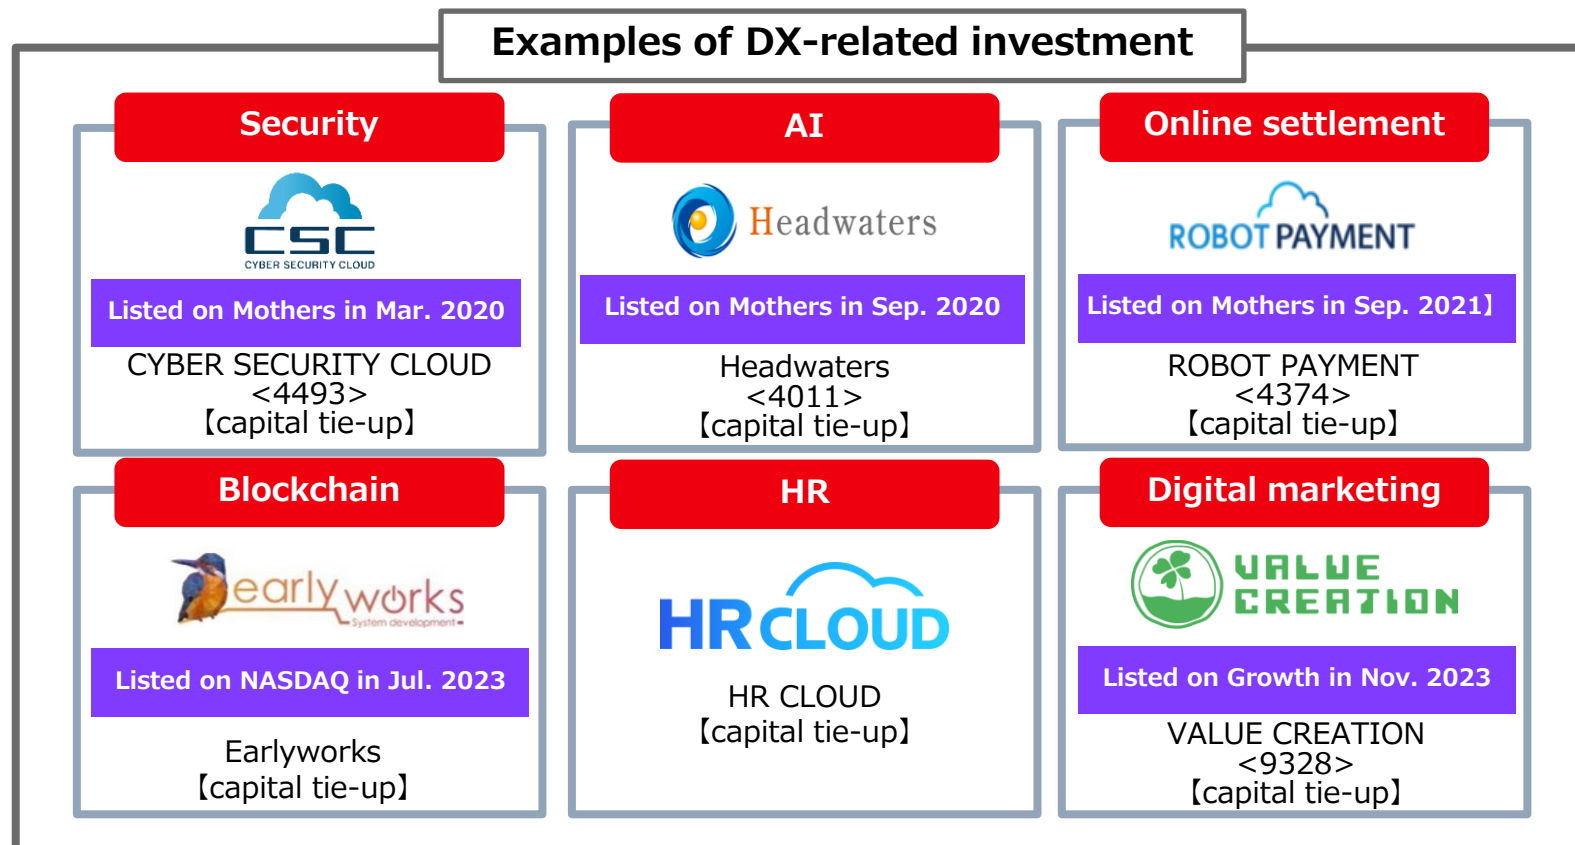 Examples of DX-related investment
Security
CSC
CYBER SECURITY CLOUD
Listed on Mothers in Mar. 2020
CYBER SECURITY CLOUD
<4493>
【capital tie-up】
AI
Headwaters
Listed on Mothers in Sep. 2020
Headwaters
<4011>
【capital tie-up】
Online settlement
ROBOT PAYMENT
Listed on Mothers in Sep. 2021】
ROBOT PAYMENT
<4374>
【capital tie-up】
Blockchain
earlyworks
System development
Listed on NASDAQ in Jul. 2023
Earlyworks
【capital tie-up】
HR
HR CLOUD
HR CLOUD
【capital tie-up】
Digital marketing
VALUE
CREATION
Listed on Growth in Nov. 2023
VALUE CREATION
<9328>
【capital tie-up】